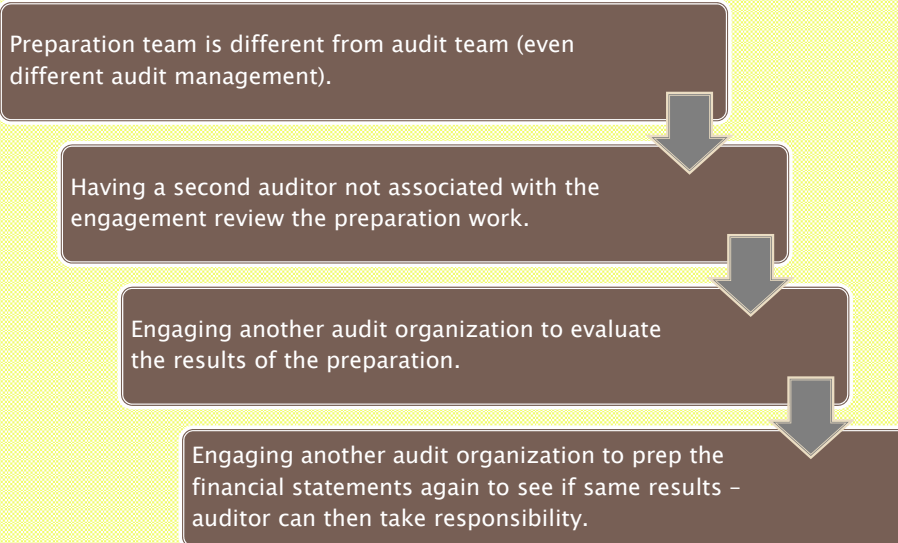 Preparation team is different from audit team (even
different audit management).
Having a second auditor not associated with the
engagement review the preparation work.
Engaging another audit organization to evaluate
the results of the preparation.
Engaging another audit organization to prep the
financial statements again to see if same results –
auditor can then take responsibility.